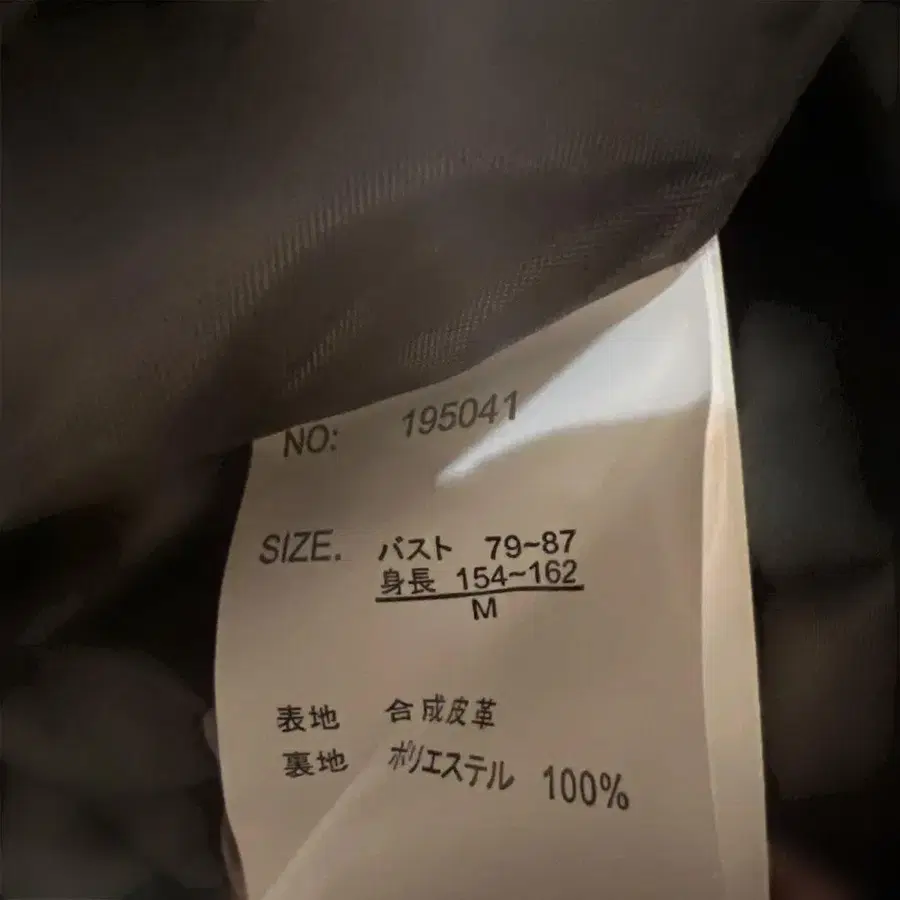 NO: 195041
SIZE. バスト 79~87
身長 154~162
M
表地 合成皮革
裏地 ポリエステル 100%